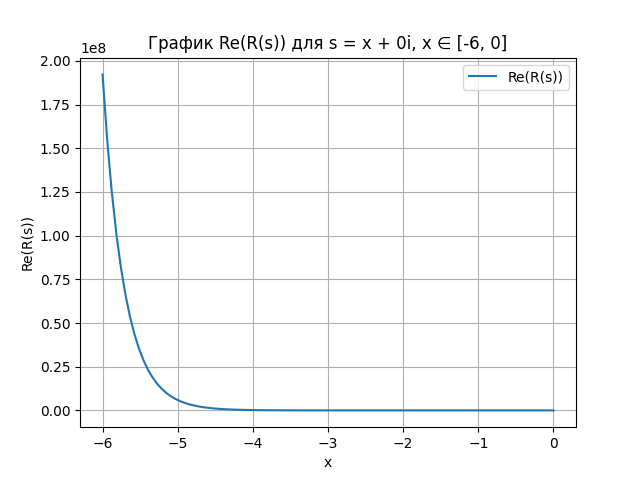 График Re(R(s)) для s = x + 0i, x ∈ [-6, 0]
1e8
Re(R(s))
2.00
1.75
1.50
1.25
1.00
0.75
0.50
0.25
0.00
Re(R(s))
−6 −5 −4 −3 −2 −1 0
x